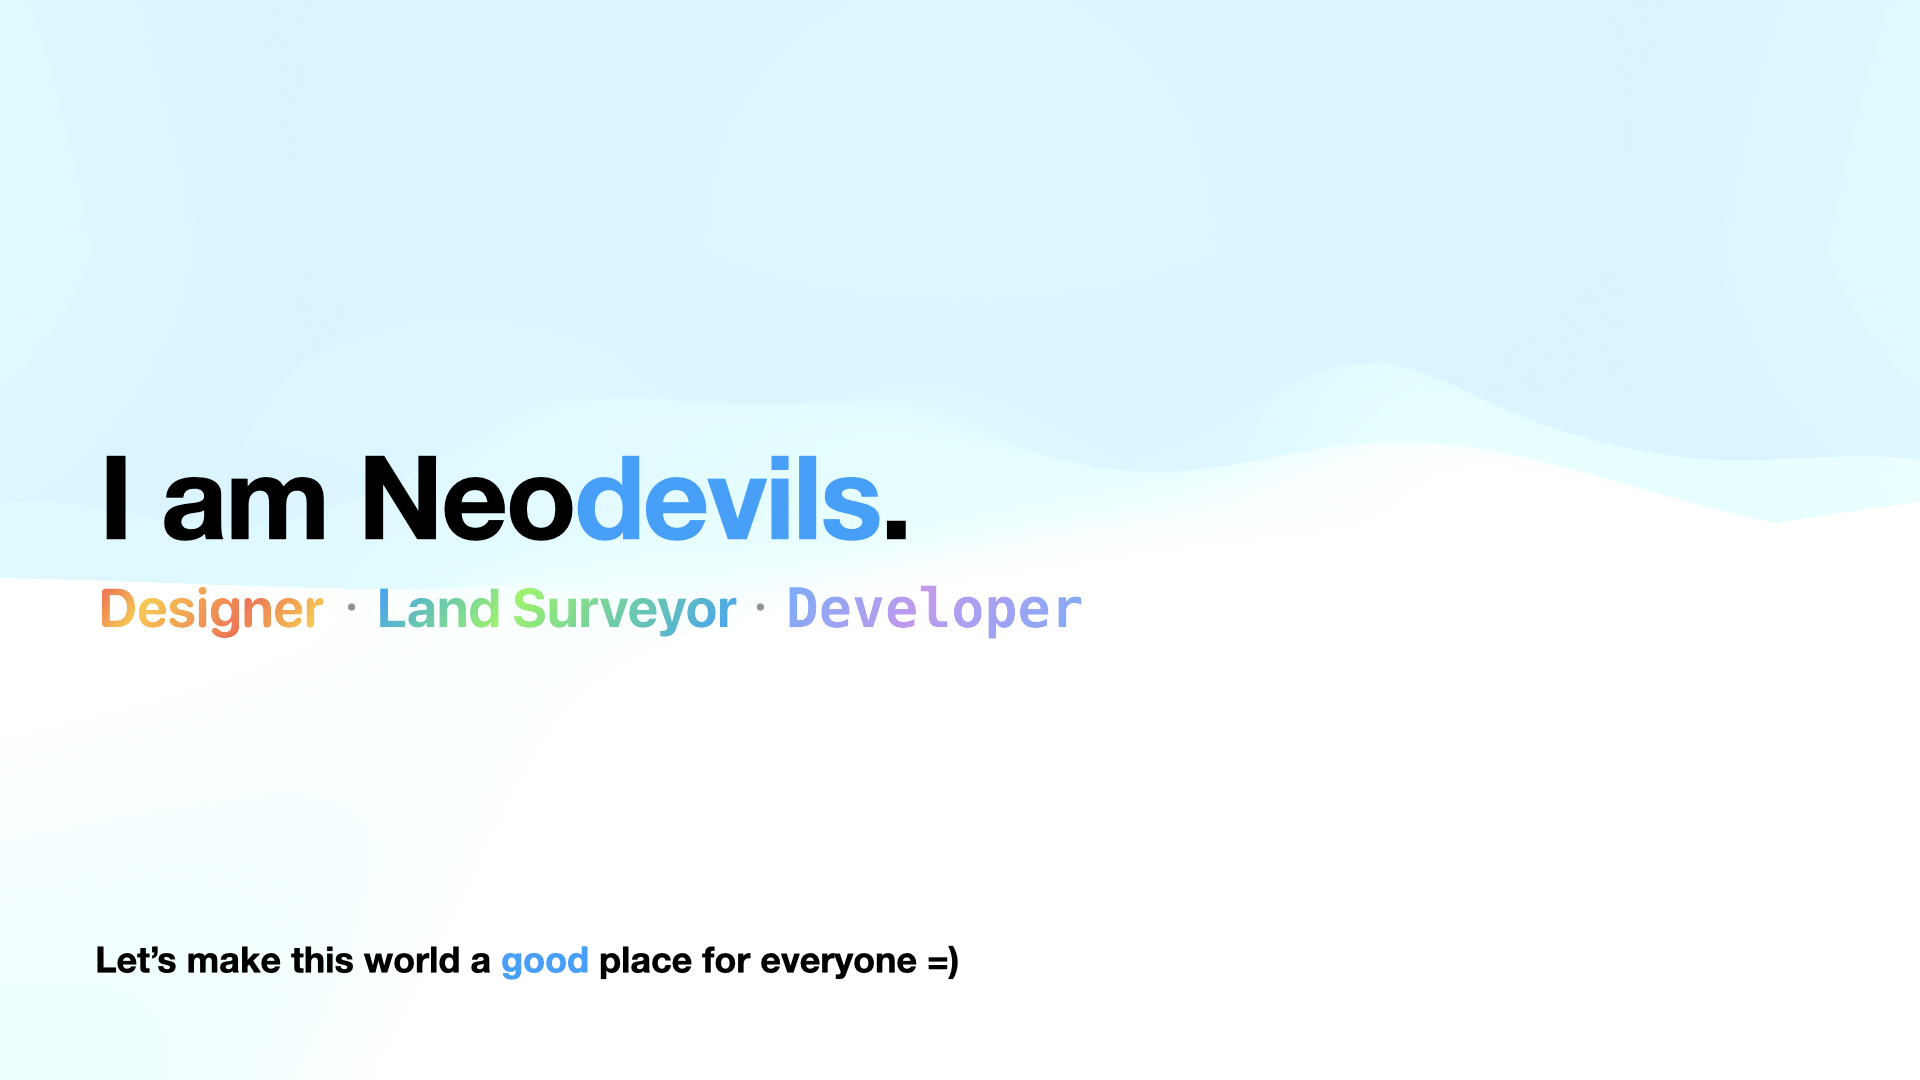 I am Neodevils.
Designer · Land Surveyor · Developer
Let’s make this world a good place for everyone =)